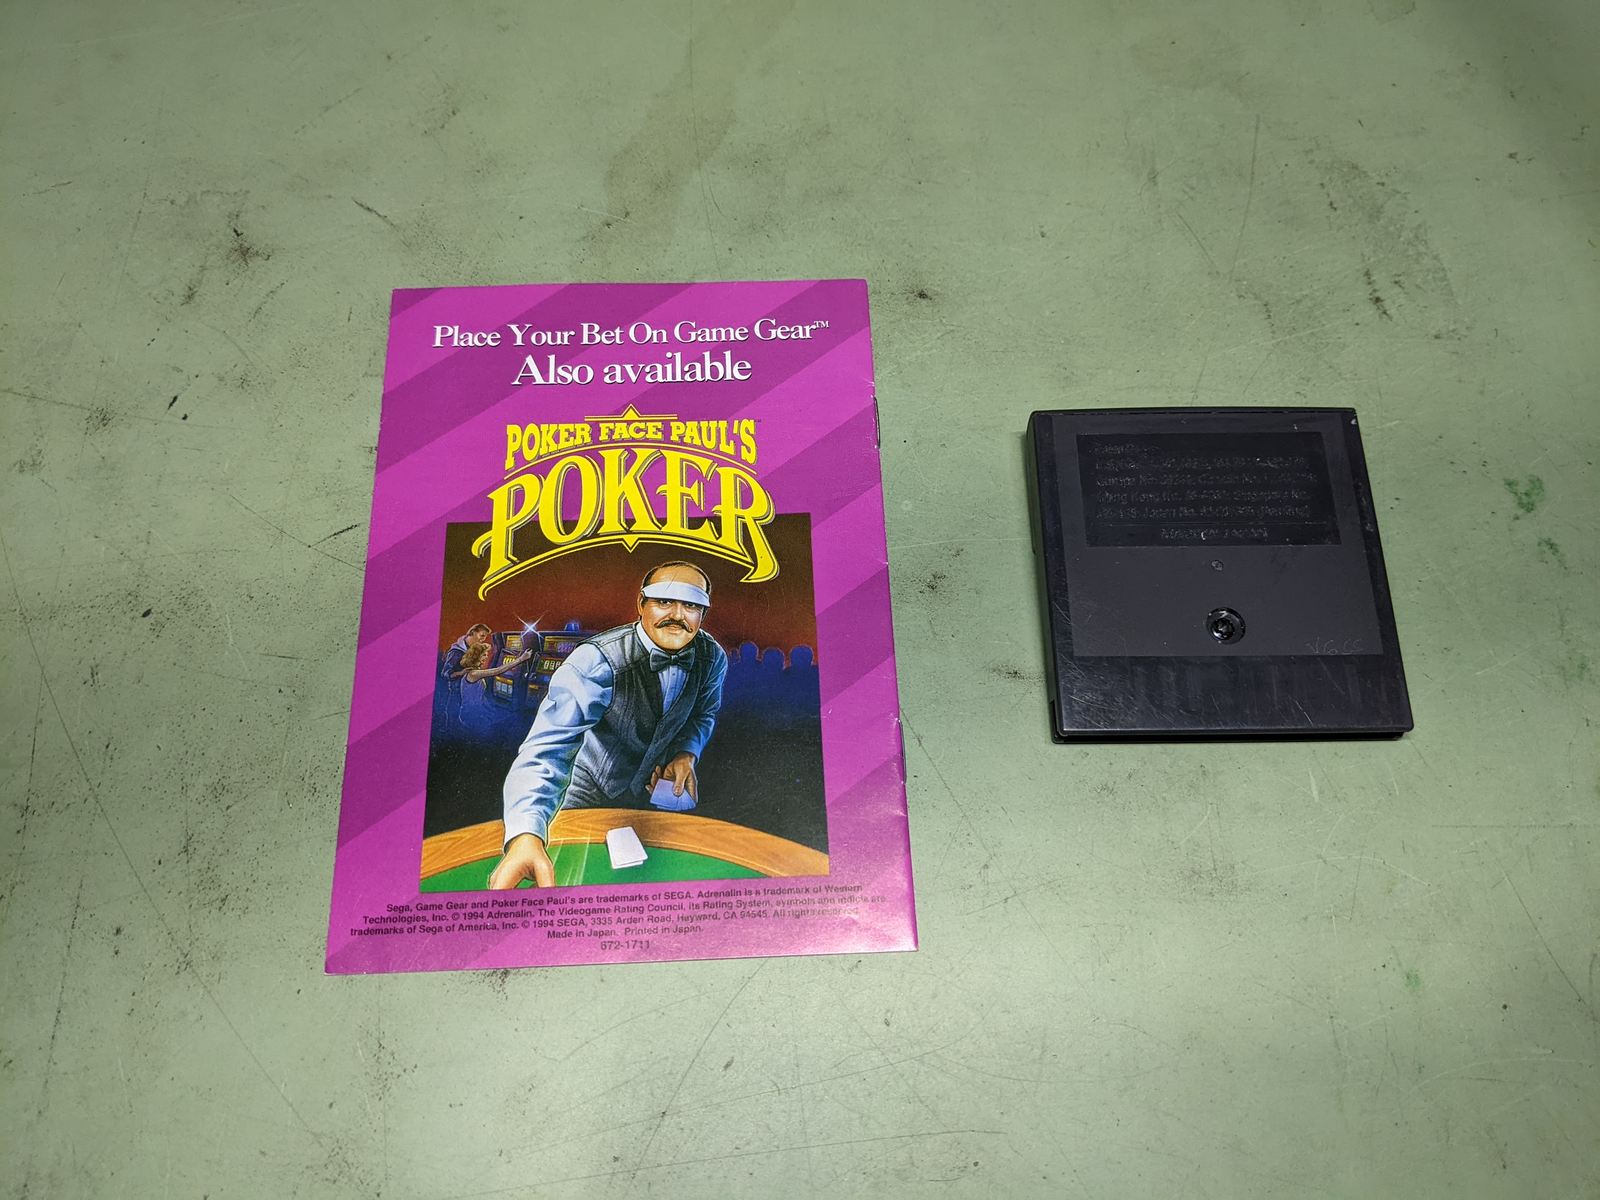 Place Your Bet On Game Gear™
Also available
POKER FACE PAUL'S™
POKER
Sega, Game Gear and Poker Face Paul's are trademarks of SEGA. Adrenalin is a trademark of Western
Technologies, Inc. © 1994 Adrenalin. The Videogame Rating Council, its Rating System, symbols and indicia are
trademarks of Sega of America, Inc. © 1994 SEGA, 3335 Arden Road, Hayward, CA 94545. All rights reserved.
Made in Japan. Printed in Japan.
672-1711